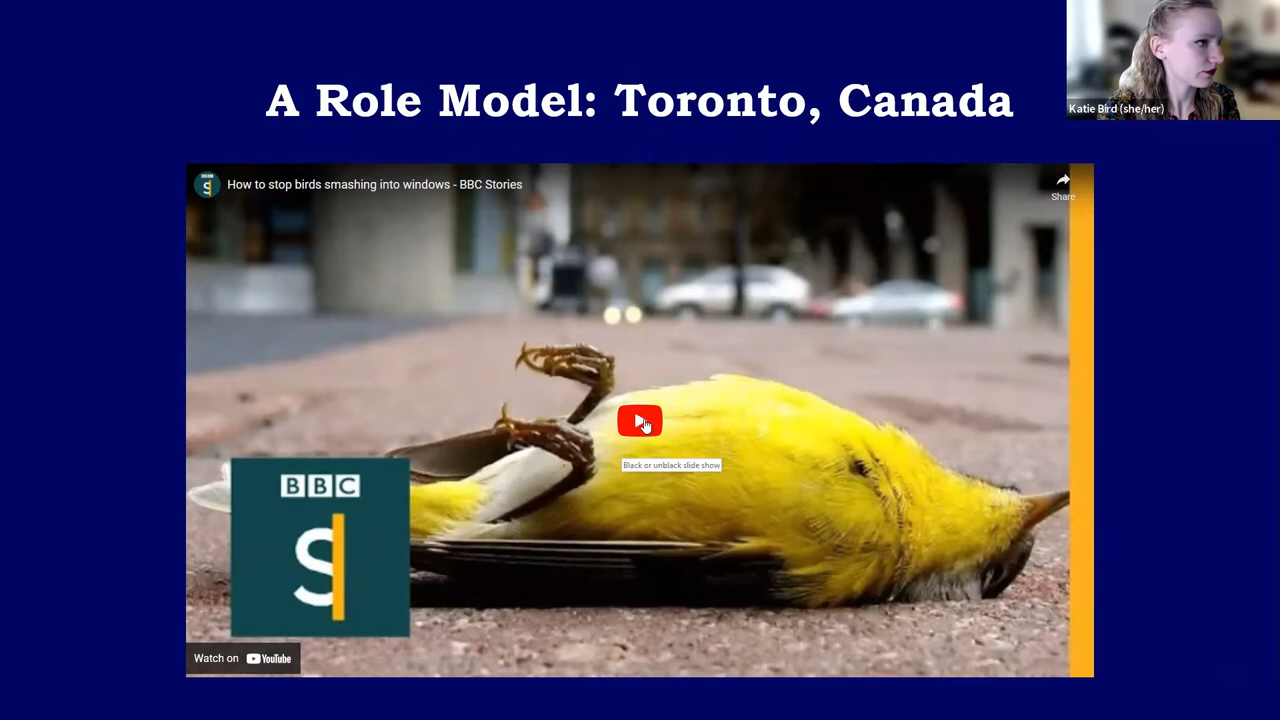 A Role Model: Toronto, Canada
Katie Bird (she/her)
How to stop birds smashing into windows - BBC Stories
Share
Black or unblack slide show
BBC
S
Watch on YouTube